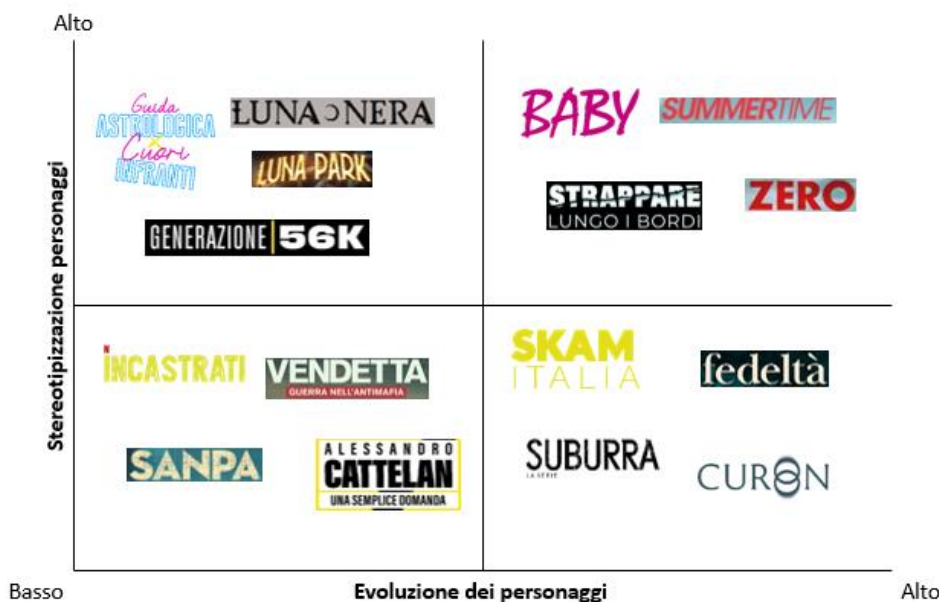 Alto
Guida
ASTROLOGICA
x
Cuori
INFRANTI
LUNA NERA
LUNA PARK
GENERAZIONE 56K
BABY
SUMMERTIME
STRAPPARE
LUNGO I BORDI
ZERO
Stereotipizzazione personaggi
N
INCASTRATI
VENDETTA
GUERRA NELL'ANTIMAFIA
SANPA
ALESSANDRO
CATTELAN
UNA SEMPLICE DOMANDA
SKAM
ITALIA
fedeltà
SUBURRA
LA SERIE
CURON
Basso
Evoluzione dei personaggi
Alto